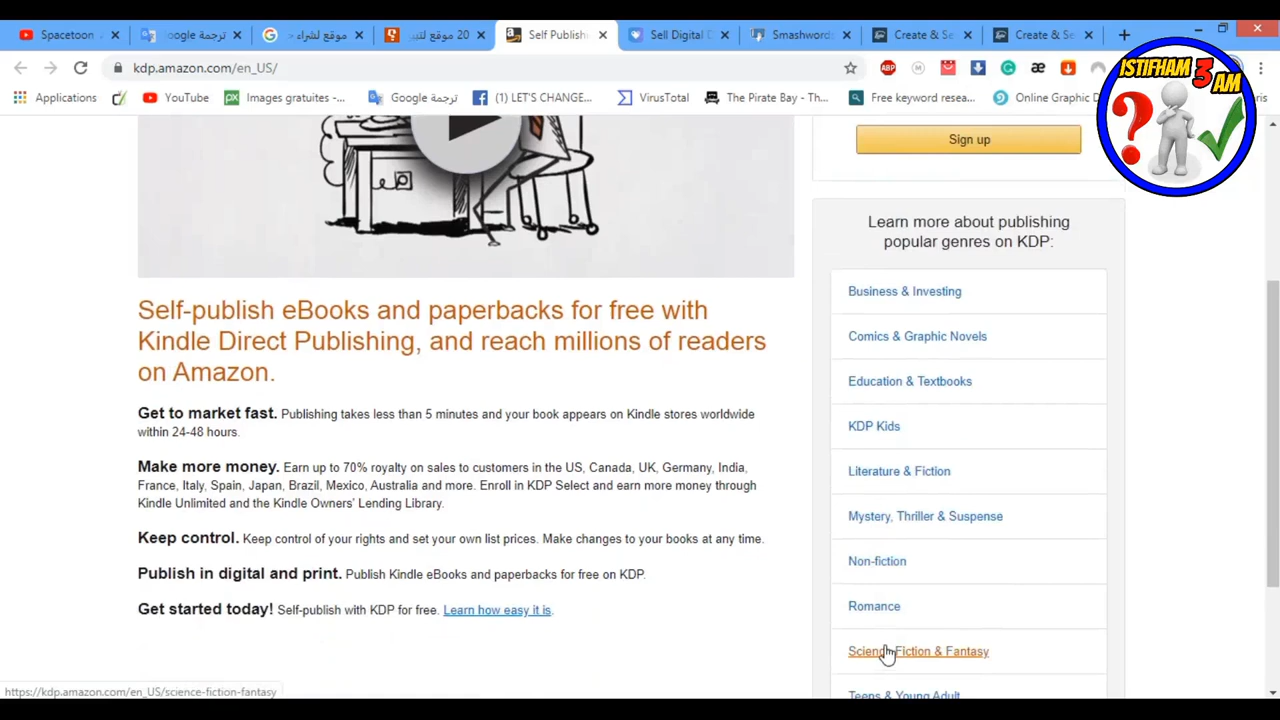 Spacetoon
ترجمة Google
موقع لشراء
20 موقع لتبي
Self Publish
Sell Digital D
Smashwords
Create & Se
Create & Se
kdp.amazon.com/en_US/
ABP
ISTIFHAM 3
AM
Applications
YouTube
Images gratuites -...
ترجمة Google
(1) LET'S CHANGE...
VirusTotal
The Pirate Bay - Th...
Free keyword resea...
Online Graphic D
Sign up
Learn more about publishing
popular genres on KDP:
Business & Investing
Comics & Graphic Novels
Education & Textbooks
KDP Kids
Literature & Fiction
Mystery, Thriller & Suspense
Non-fiction
Romance
Science Fiction & Fantasy
Teens & Young Adult
Self-publish eBooks and paperbacks for free with
Kindle Direct Publishing, and reach millions of readers
on Amazon.
Get to market fast. Publishing takes less than 5 minutes and your book appears on Kindle stores worldwide
within 24-48 hours.
Make more money. Earn up to 70% royalty on sales to customers in the US, Canada, UK, Germany, India,
France, Italy, Spain, Japan, Brazil, Mexico, Australia and more. Enroll in KDP Select and earn more money through
Kindle Unlimited and the Kindle Owners' Lending Library.
Keep control. Keep control of your rights and set your own list prices. Make changes to your books at any time.
Publish in digital and print. Publish Kindle eBooks and paperbacks for free on KDP.
Get started today! Self-publish with KDP for free. Learn how easy it is.
https://kdp.amazon.com/en_US/science-fiction-fantasy